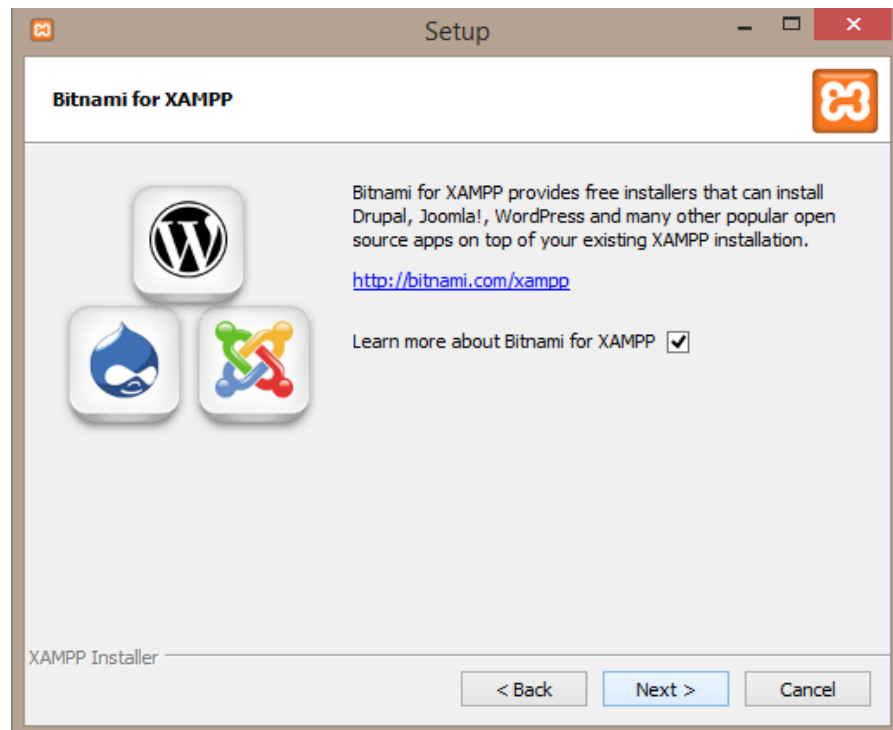 Setup
Bitnami for XAMPP
Bitnami for XAMPP provides free installers that can install
Drupal, Joomla!, WordPress and many other popular open
source apps on top of your existing XAMPP installation.
http://bitnami.com/xampp
Learn more about Bitnami for XAMPP
XAMPP Installer
< Back
Next >
Cancel